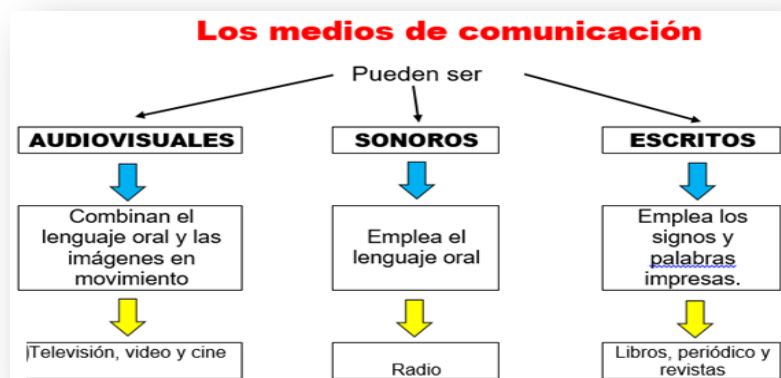 Los medios de comunicación
Pueden ser
AUDIOVISUALES
SONOROS
ESCRITOS
Combinan el
lenguaje oral y las
imágenes en
movimiento
Emplea el
lenguaje oral
Emplea los
signos y
palabras
impresas.
)Televisión, video y cine
Radio
Libros, periódico y
revistas